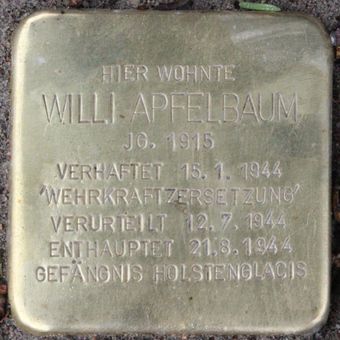 HIER WOHNTE
WILLI APFELBAUM
JG. 1915
VERHAFTET 15.1.1944
'WEHRKRAFTZERSETZUNG'
VERURTEILT 12.7.1944
ENTHAUPTET 21.8.1944
GEFÄNGNIS HOLSTENGLACIS